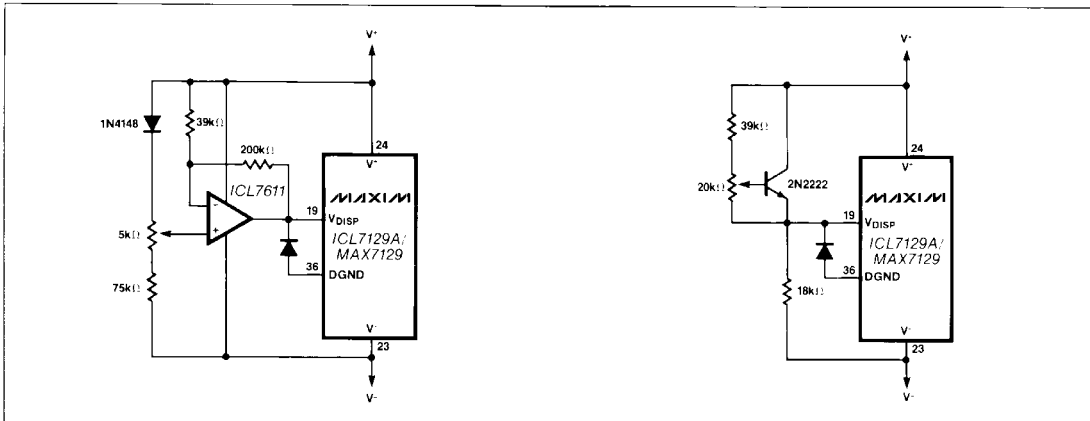 V+
1N4148
39kΩ
200kΩ
ICL7611
−
+
5kΩ
75kΩ
24
V+
MAXIM
19
VDISP
ICL7129A/
MAX7129
36
DGND
V-
23
V-
V+
39kΩ
20kΩ
2N2222
18kΩ
24
V+
MAXIM
19
VDISP
ICL7129A/
MAX7129
36
DGND
V-
23
V-